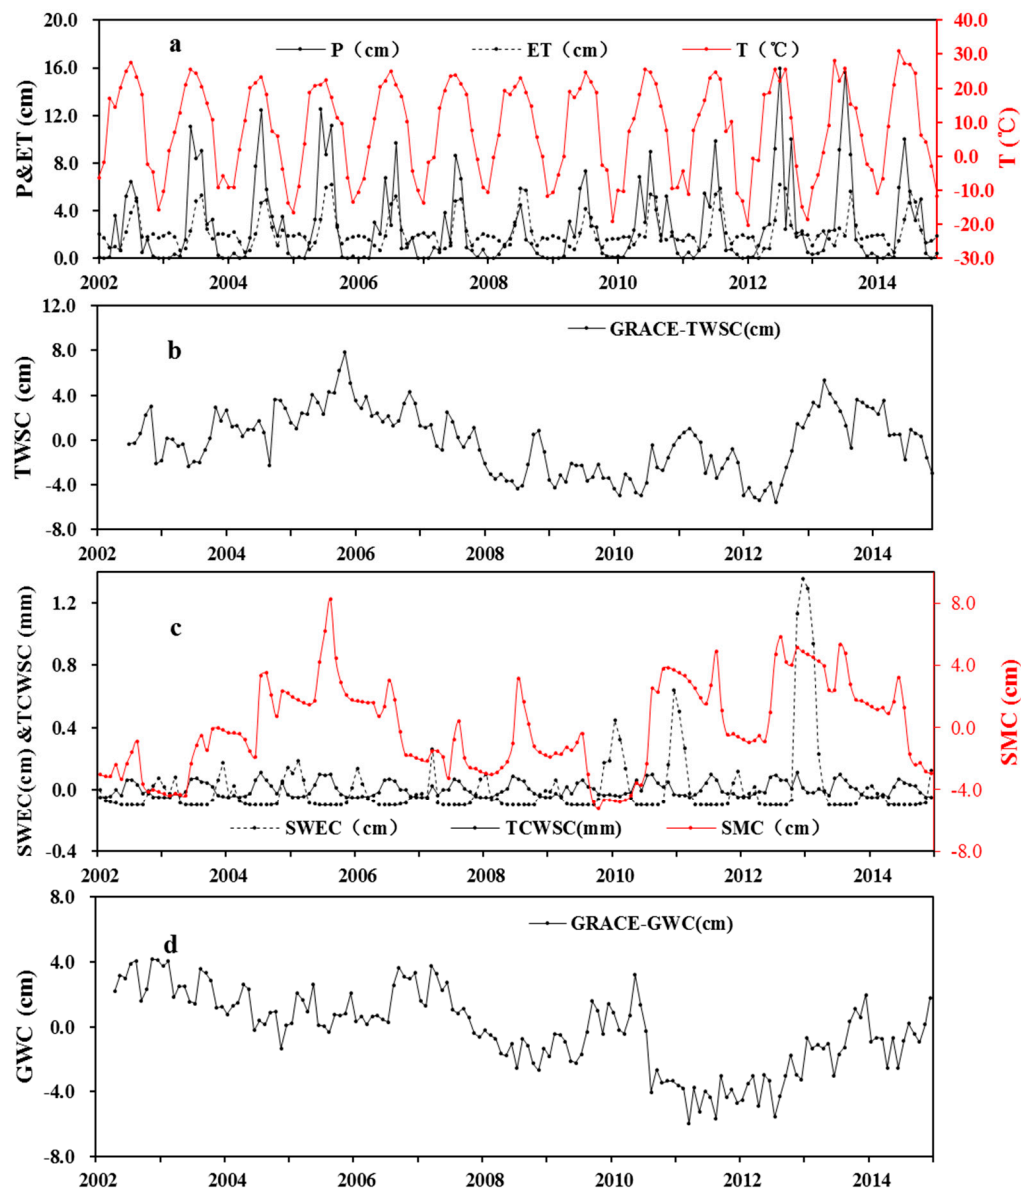 20.0 16.0 12.0 8.0 4.0 0.0
P&ET (cm)
a
P（cm） ET（cm） T（℃）
40.0 30.0 20.0 10.0 0.0 -10.0 -20.0 -30.0
T (℃)
2002 2004 2006 2008 2010 2012 2014
12.0 8.0 4.0 0.0 -4.0 -8.0
TWSC (cm)
b
GRACE-TWSC(cm)
2002 2004 2006 2008 2010 2012 2014
1.2 0.8 0.4 0.0 -0.4
SWEC(cm) &TCWSC (mm)
c
8.0 4.0 0.0 -4.0 -8.0
SMC (cm)
SWEC（cm） TCWSC(mm) SMC（cm）
2002 2004 2006 2008 2010 2012 2014
8.0 4.0 0.0 -4.0 -8.0
GWC (cm)
d
GRACE-GWC(cm)
2002 2004 2006 2008 2010 2012 2014